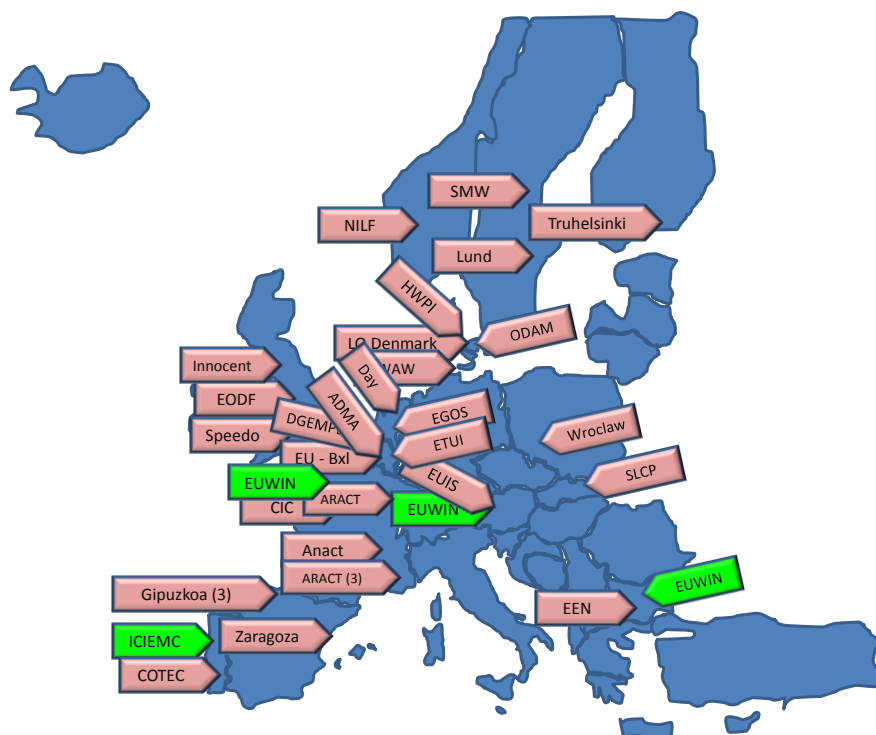 SMW
NILF
Truhelsinki
Lund
HWPI
ODAM
LO Denmark
WAW
Innocent
Day
EODF
ADMA
EGOS
DGEMPL
Speedo
ETUI
Wroclaw
EU - Bxl
EUIS
SLCP
EUWIN
ARACT
CIC
EUWIN
Anact
ARACT (3)
EUWIN
Gipuzkoa (3)
EEN
ICIEMC
Zaragoza
COTEC